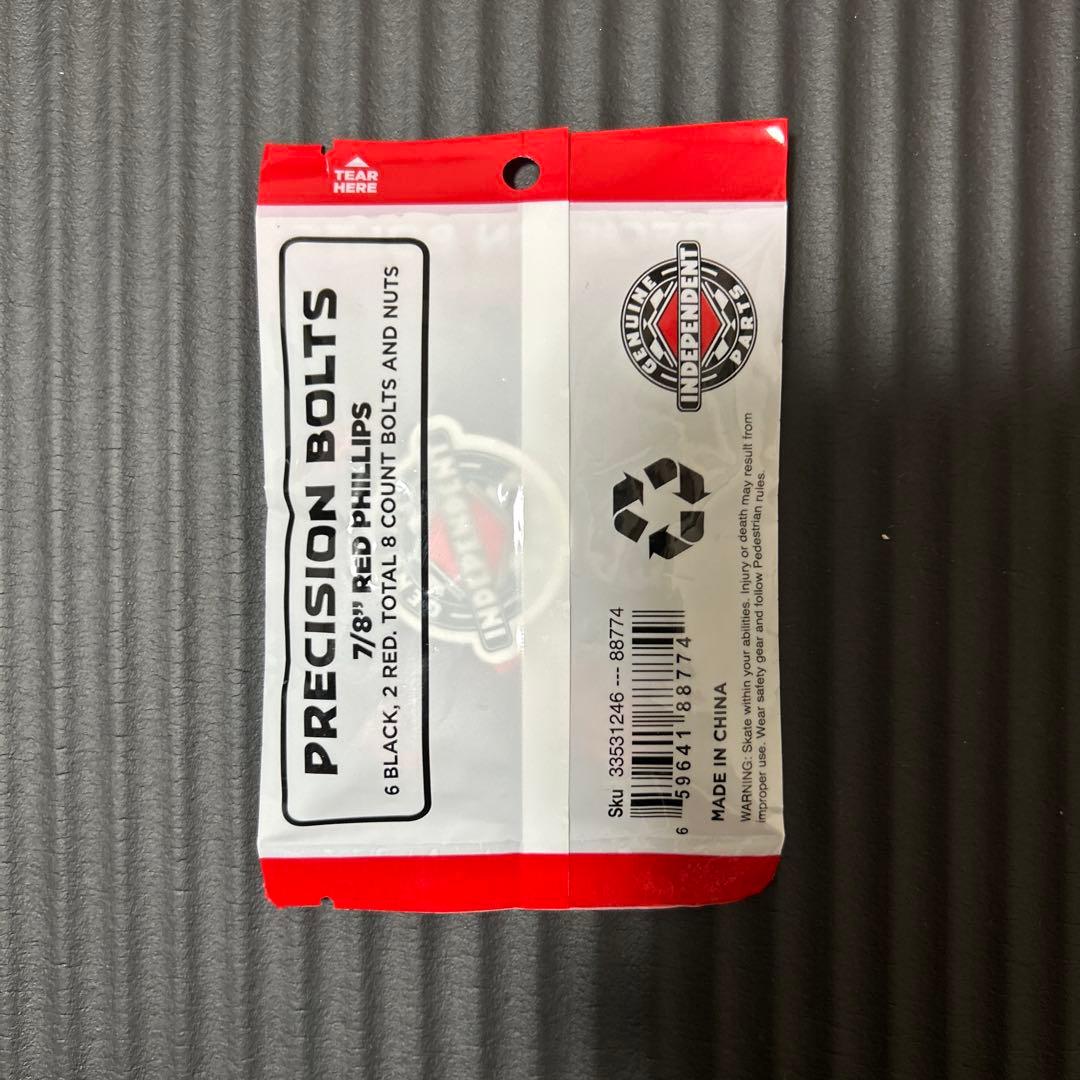 TEAR
HERE
PRECISION BOLTS
7/8” RED PHILLIPS
6 BLACK, 2 RED. TOTAL 8 COUNT BOLTS AND NUTS
GENUINE
INDEPENDENT
PARTS
Sku 33531246 --- 88774
6 59641 88774
MADE IN CHINA
WARNING: Skate within your abilities. Injury or death may result from
improper use. Wear safety gear and follow Pedestrian rules.
INDEPENDENT